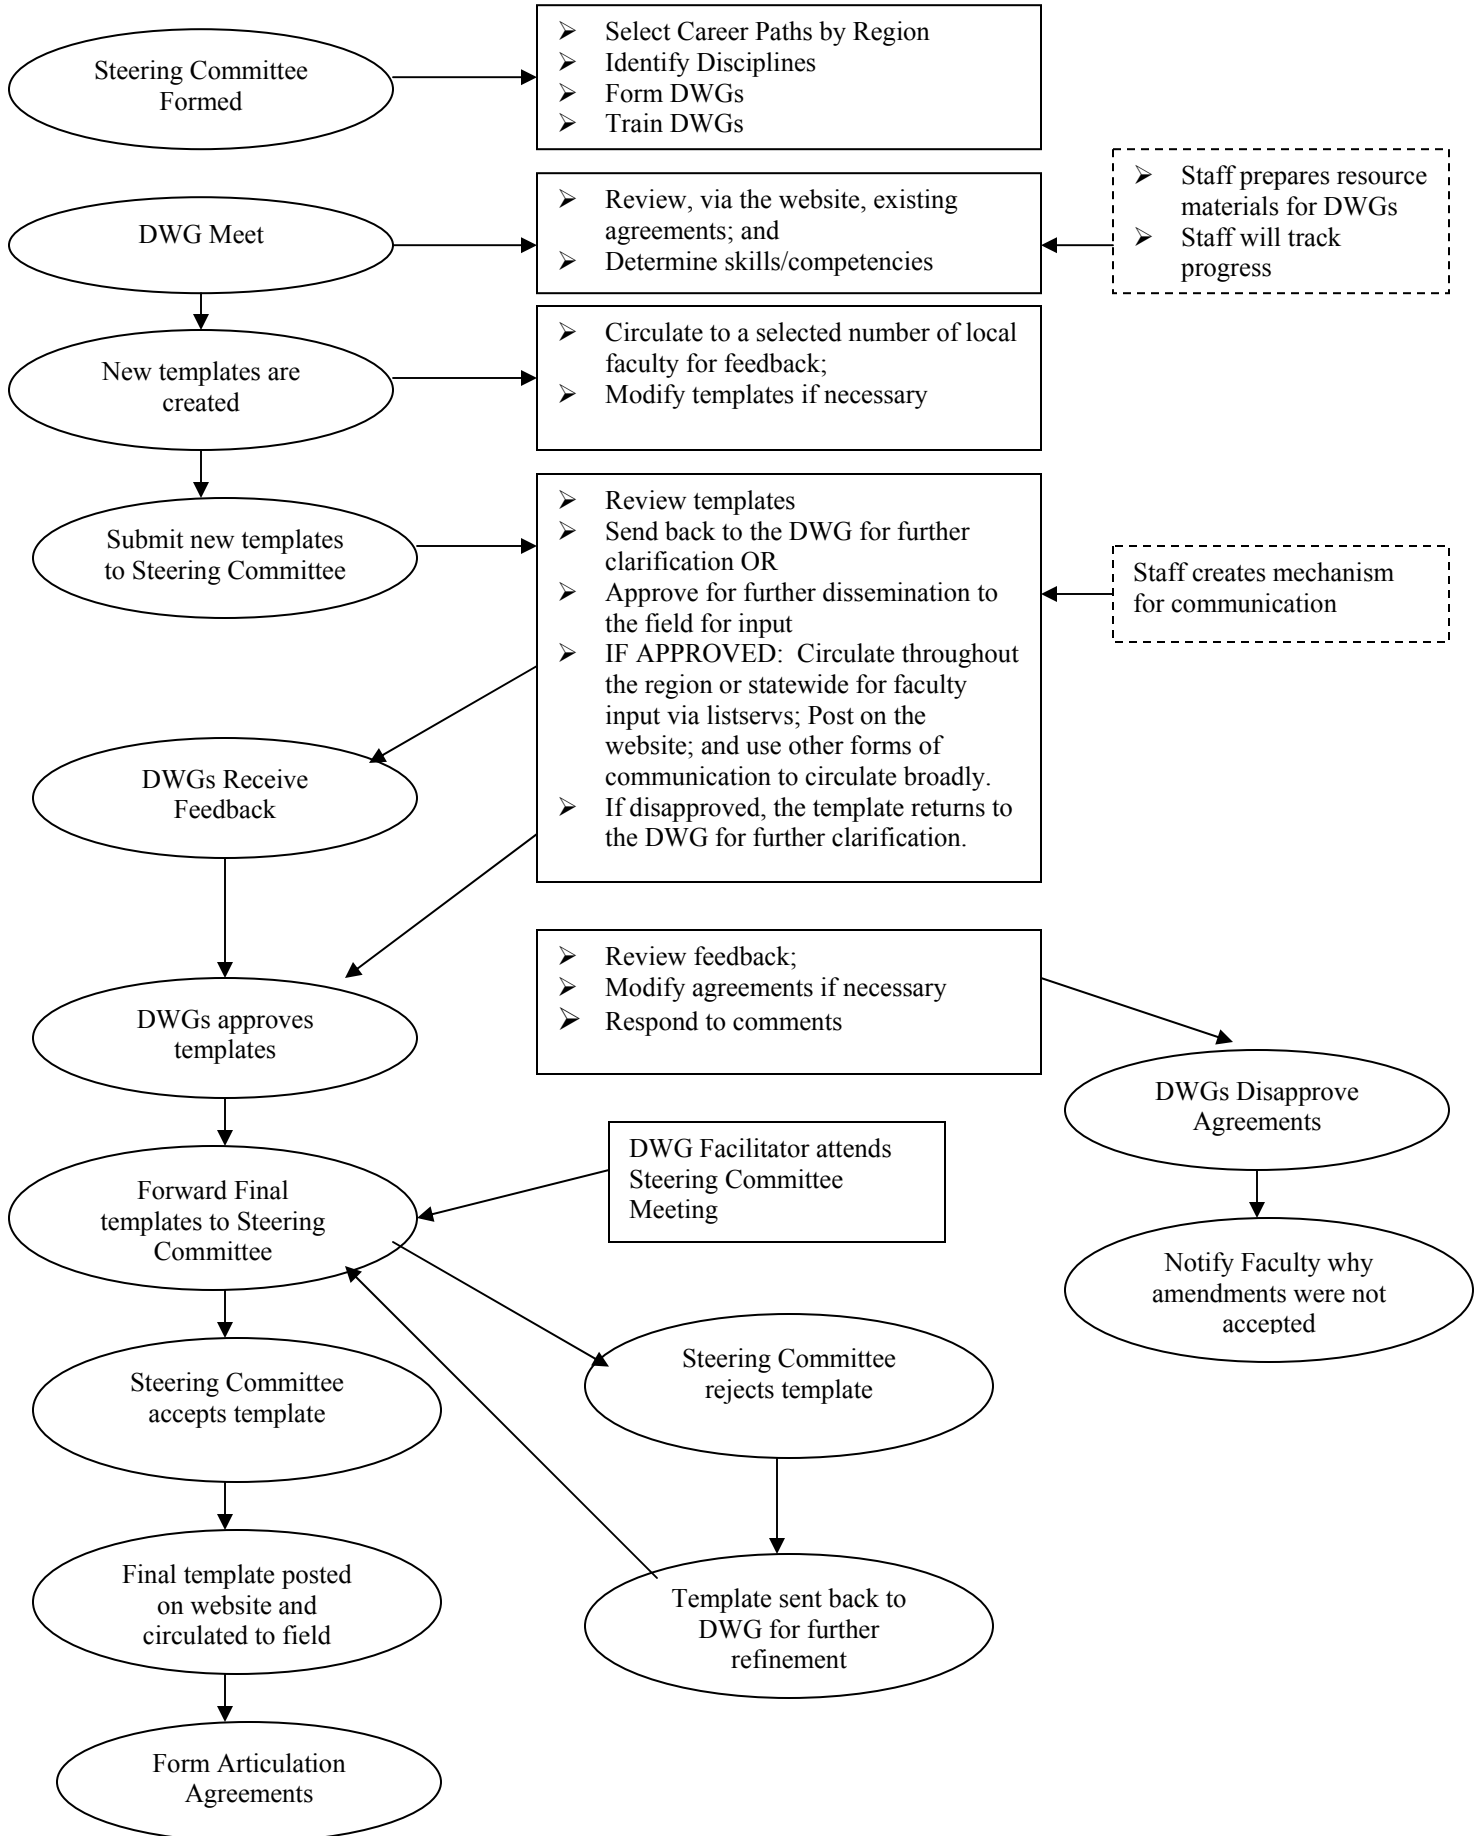 Steering Committee
Formed
➢ Select Career Paths by Region
➢ Identify Disciplines
➢ Form DWGs
➢ Train DWGs
DWG Meet
➢ Review, via the website, existing
agreements; and
➢ Determine skills/competencies
➢ Staff prepares resource
materials for DWGs
➢ Staff will track
progress
New templates are
created
➢ Circulate to a selected number of local
faculty for feedback;
➢ Modify templates if necessary
Submit new templates
to Steering Committee
➢ Review templates
➢ Send back to the DWG for further
clarification OR
➢ Approve for further dissemination to
the field for input
➢ IF APPROVED: Circulate throughout
the region or statewide for faculty
input via listservs; Post on the
website; and use other forms of
communication to circulate broadly.
➢ If disapproved, the template returns to
the DWG for further clarification.
Staff creates mechanism
for communication
DWGs Receive
Feedback
➢ Review feedback;
➢ Modify agreements if necessary
➢ Respond to comments
DWGs approves
templates
DWGs Disapprove
Agreements
DWG Facilitator attends
Steering Committee
Meeting
Forward Final
templates to Steering
Committee
Notify Faculty why
amendments were not
accepted
Steering Committee
rejects template
Steering Committee
accepts template
Final template posted
on website and
circulated to field
Template sent back to
DWG for further
refinement
Form Articulation
Agreements